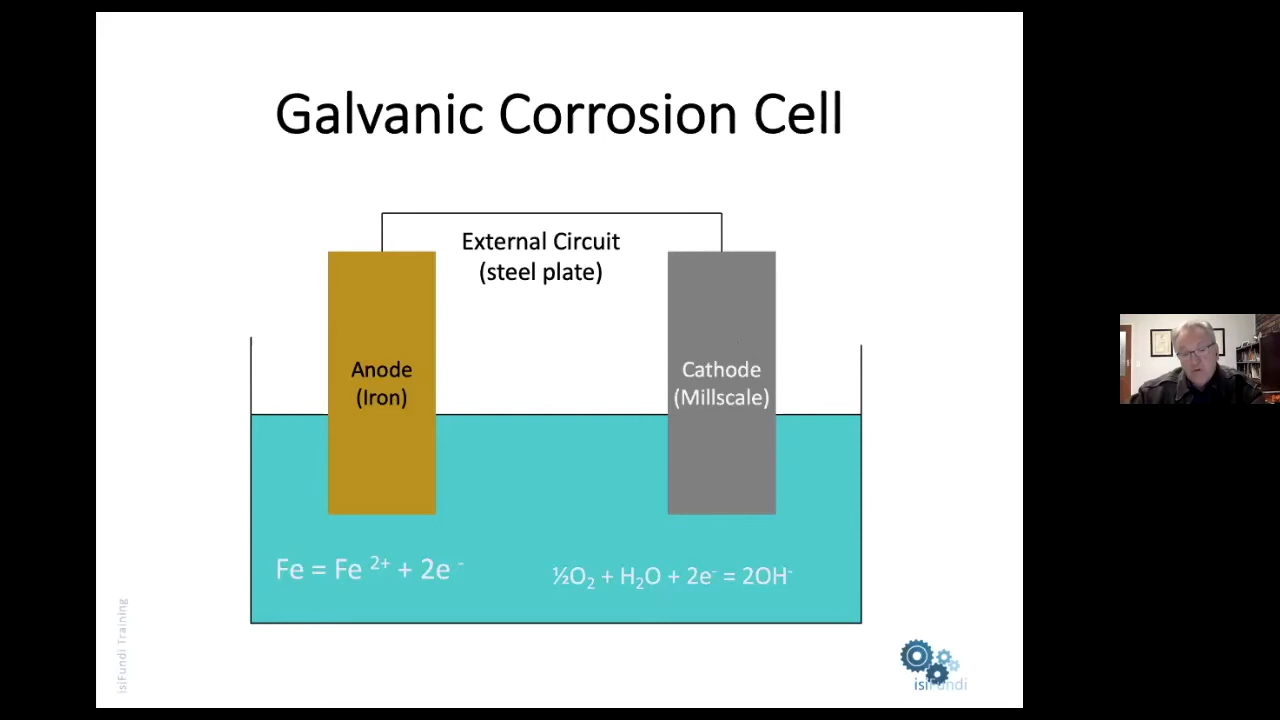 Galvanic Corrosion Cell
External Circuit
(steel plate)
Anode
(Iron)
Cathode
(Millscale)
Fe = Fe ²⁺ + 2e ⁻
½O₂ + H₂O + 2e⁻ = 2OH⁻
isiFundi Training
isiFundi